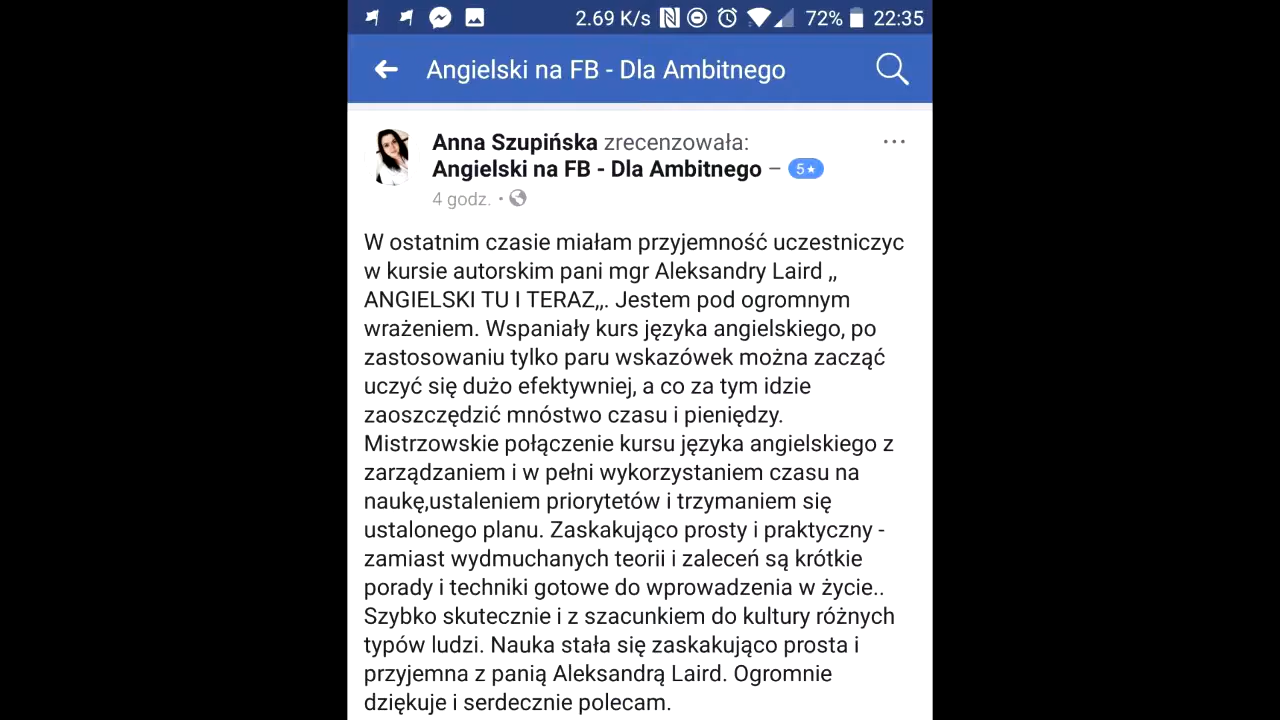 2.69 K/s 72% 22:35
Angielski na FB - Dla Ambitnego
Anna Szupińska zrecenzowała:
Angielski na FB - Dla Ambitnego – 5★
4 godz.
W ostatnim czasie miałam przyjemność uczestniczyc
w kursie autorskim pani mgr Aleksandry Laird ,,
ANGIELSKI TU I TERAZ,,. Jestem pod ogromnym
wrażeniem. Wspaniały kurs języka angielskiego, po
zastosowaniu tylko paru wskazówek można zacząć
uczyć się dużo efektywniej, a co za tym idzie
zaoszczędzić mnóstwo czasu i pieniędzy.
Mistrzowskie połączenie kursu języka angielskiego z
zarządzaniem i w pełni wykorzystaniem czasu na
naukę,ustaleniem priorytetów i trzymaniem się
ustalonego planu. Zaskakująco prosty i praktyczny -
zamiast wydmuchanych teorii i zaleceń są krótkie
porady i techniki gotowe do wprowadzenia w życie..
Szybko skutecznie i z szacunkiem do kultury różnych
typów ludzi. Nauka stała się zaskakująco prosta i
przyjemna z panią Aleksandrą Laird. Ogromnie
dziękuje i serdecznie polecam.